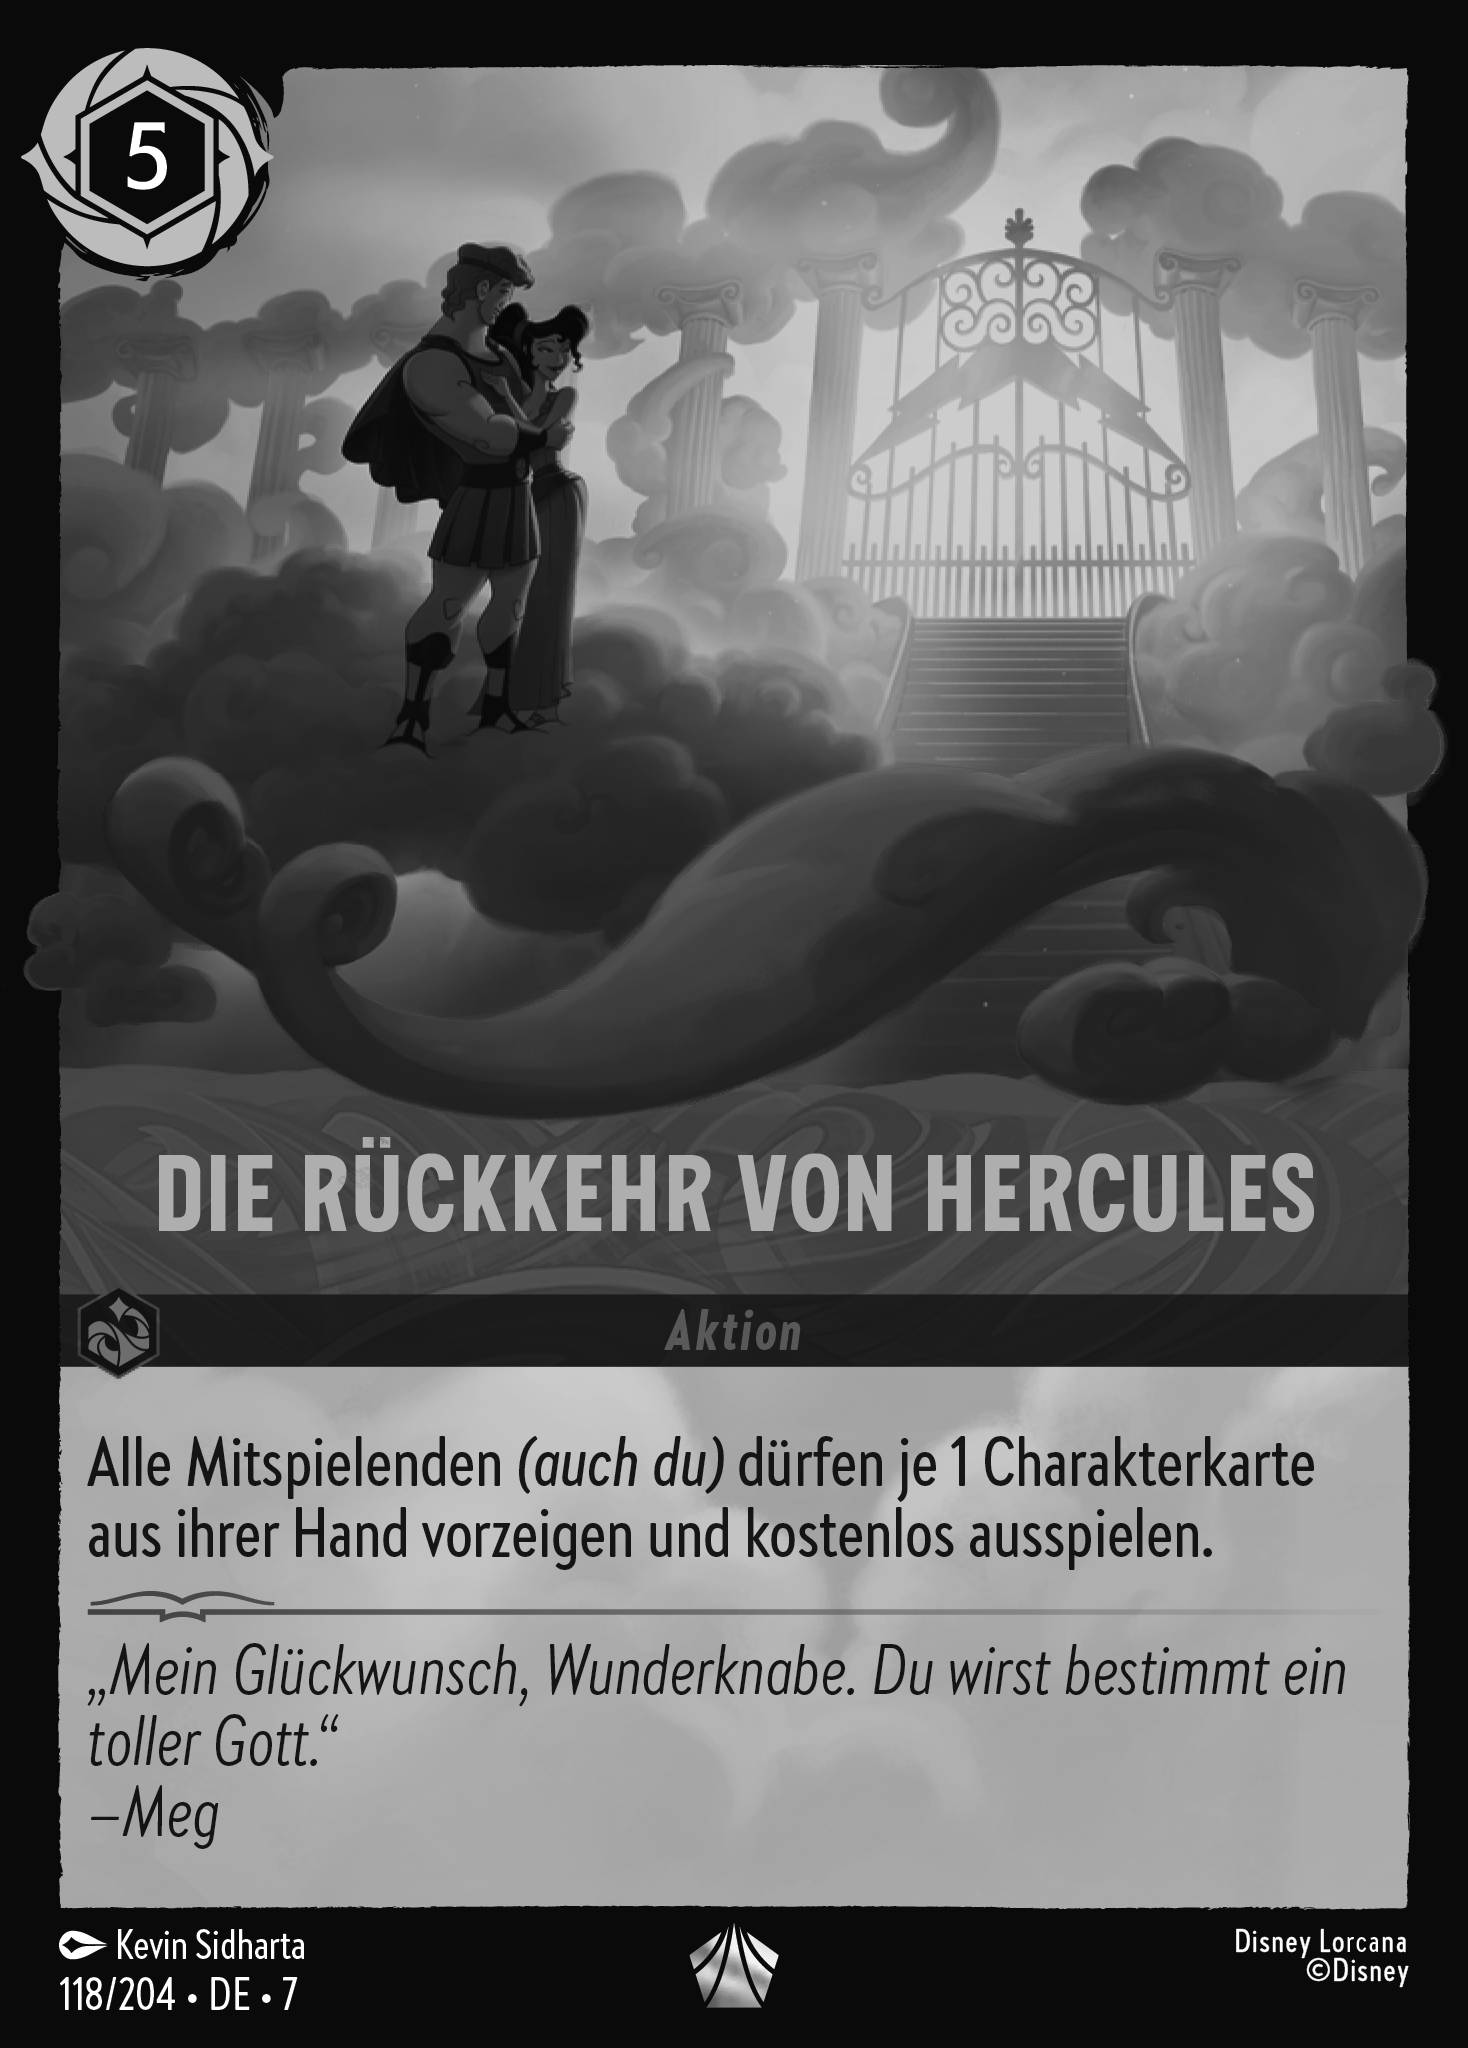 5
DIE RÜCKKEHR VON HERCULES
Aktion
Alle Mitspielenden (auch du) dürfen je 1 Charakterkarte
aus ihrer Hand vorzeigen und kostenlos ausspielen.
„Mein Glückwunsch, Wunderknabe. Du wirst bestimmt ein
toller Gott.“
–Meg
Kevin Sidharta
118/204 • DE • 7
Disney Lorcana
©Disney